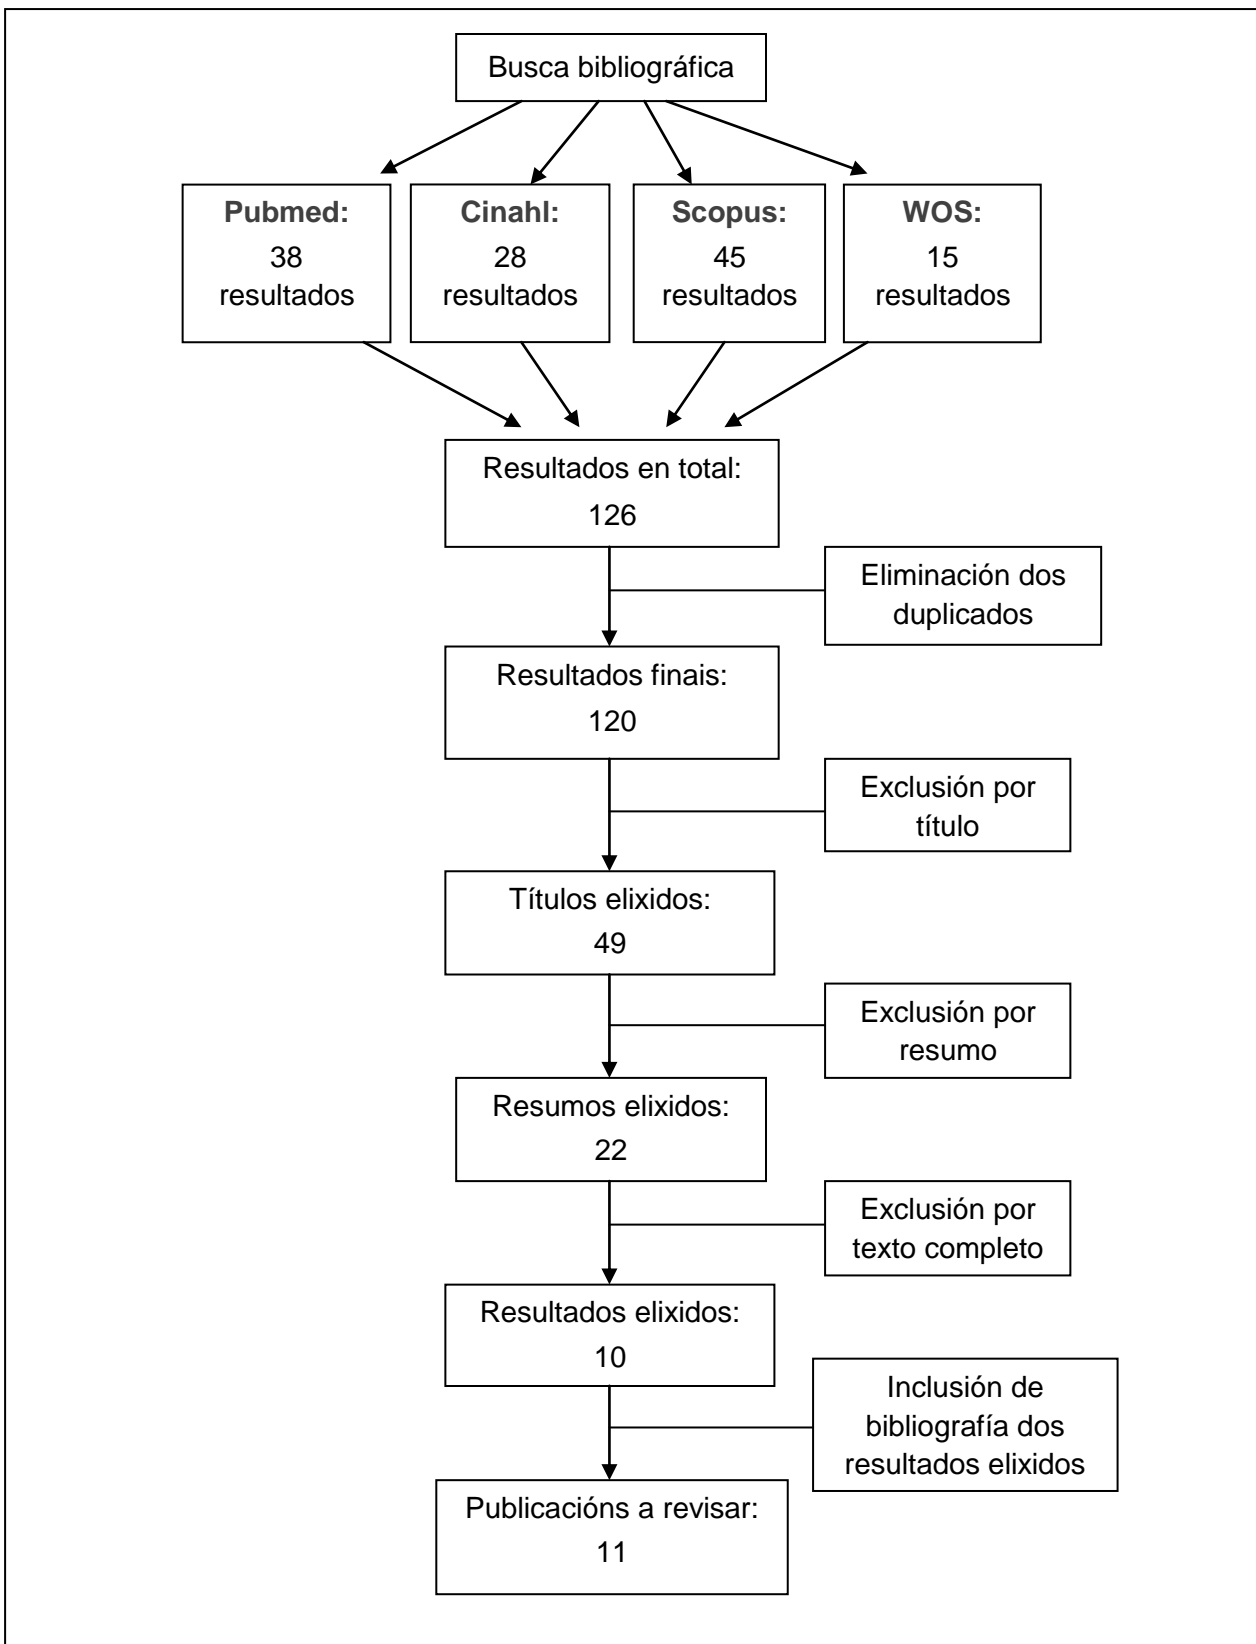 Busca bibliográfica
Pubmed:
38
resultados
Cinahl:
28
resultados
Scopus:
45
resultados
WOS:
15
resultados
Resultados en total:
126
Eliminación dos
duplicados
Resultados finais:
120
Exclusión por
título
Títulos elixidos:
49
Exclusión por
resumo
Resumos elixidos:
22
Exclusión por
texto completo
Resultados elixidos:
10
Inclusión de
bibliografía dos
resultados elixidos
Publicacións a revisar:
11